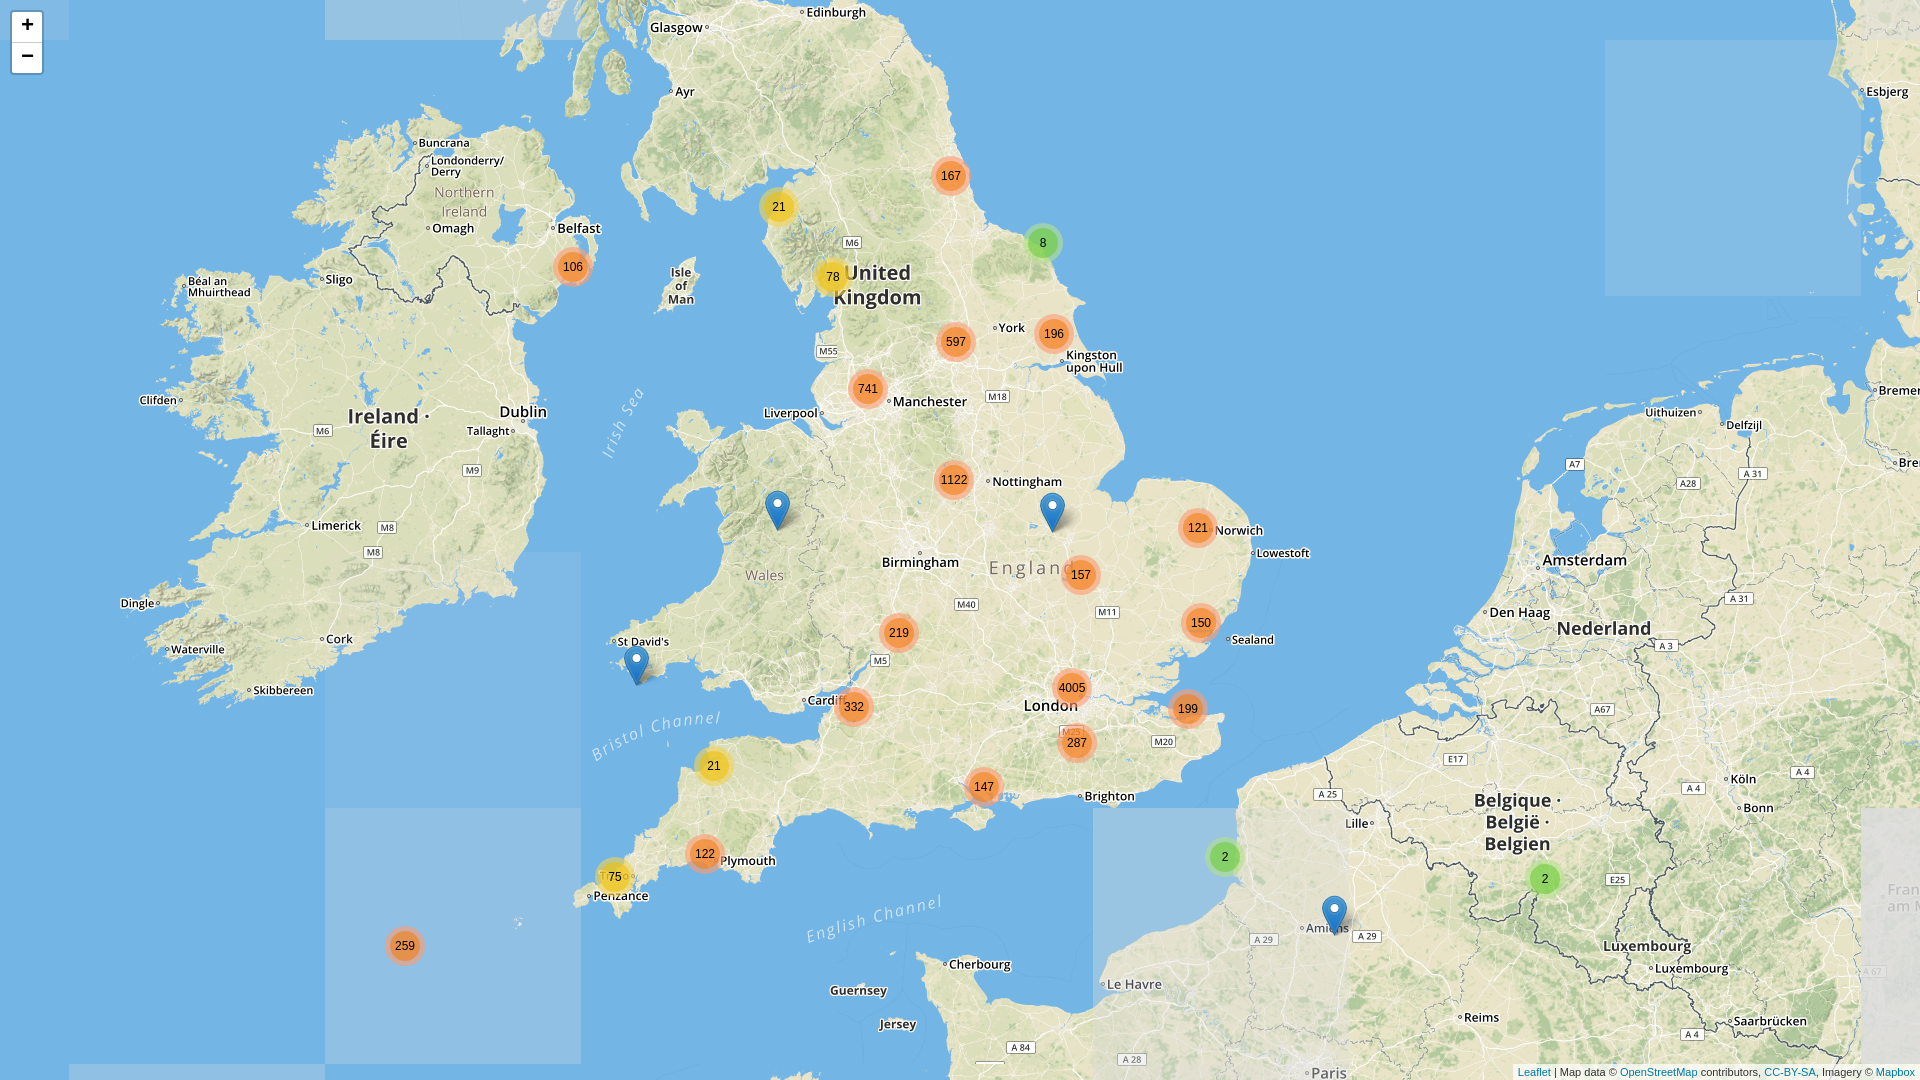 +
−
Edinburgh
Glasgow
Ayr
Esbjerg
Buncrana
Londonderry/
Derry
Northern
Ireland
Omagh
Belfast
167
21
8
M6
106
78
United
Kingdom
Isle
of
Man
Sligo
Béal an
Mhuirthead
York
196
597
M55
Kingston
upon Hull
741
Manchester
M18
Liverpool
Clifden
Ireland ·
Éire
Dublin
M6
Tallaght
M9
Irish Sea
Uithuizen
Delfzijl
A7
A 31
A28
1122
Nottingham
Limerick
M8
M8
121
Norwich
Lowestoft
Birmingham
England
157
Wales
Amsterdam
Dingle
M40
M11
Den Haag
A 31
Nederland
Cork
Waterville
St David's
219
150
Sealand
A 3
M5
Skibbereen
4005
London
Cardiff
332
199
A67
Bristol Channel
M25
287
M20
E17
21
147
Brighton
A 25
Köln
A 4
A 4
Bonn
Belgique ·
België ·
Belgien
Lille
122
Plymouth
2
2
E25
75
Penzance
English Channel
Amiens
A 29
A 29
259
Luxembourg
Luxembourg
Cherbourg
A 67
Le Havre
Guernsey
Jersey
Reims
Saarbrücken
A 4
A 84
A 28
Paris
Leaflet | Map data © OpenStreetMap contributors, CC-BY-SA, Imagery © Mapbox